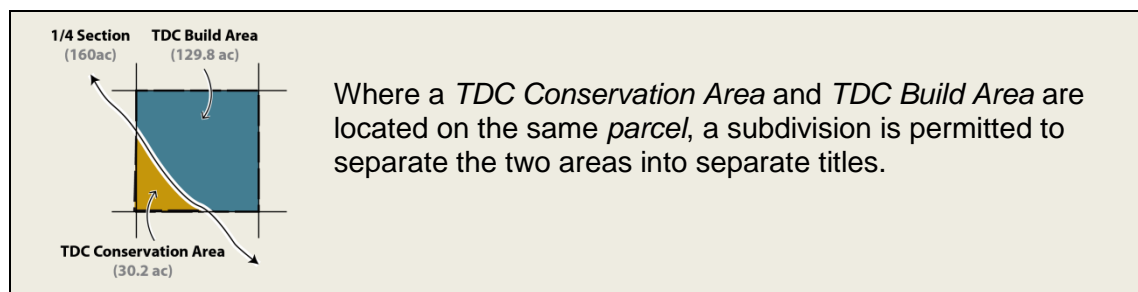 1/4 Section
(160ac)
TDC Build Area
(129.8 ac)
Where a TDC Conservation Area and TDC Build Area are
located on the same parcel, a subdivision is permitted to
separate the two areas into separate titles.
TDC Conservation Area
(30.2 ac)